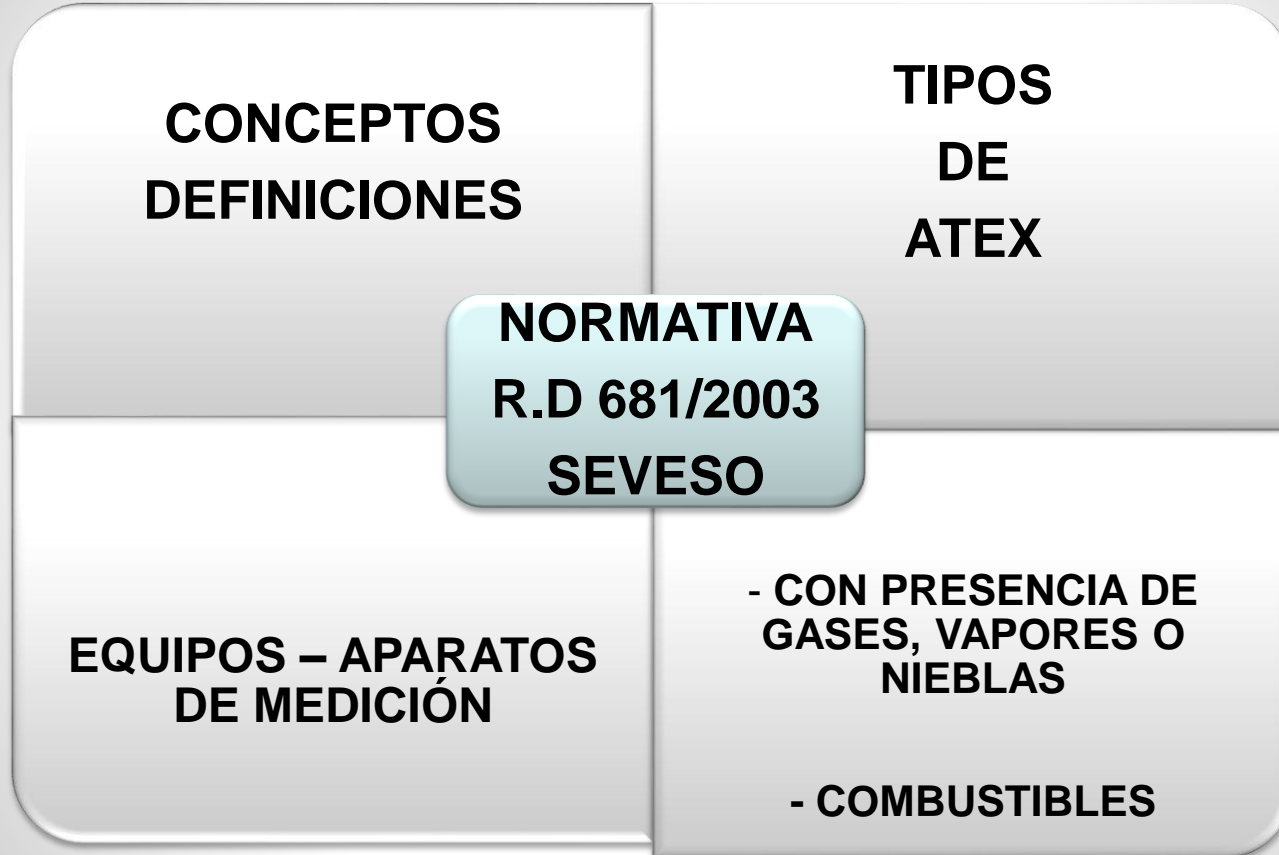 CONCEPTOS
DEFINICIONES
TIPOS
DE
ATEX
NORMATIVA
R.D 681/2003
SEVESO
EQUIPOS – APARATOS
DE MEDICIÓN
- CON PRESENCIA DE
GASES, VAPORES O
NIEBLAS
- COMBUSTIBLES